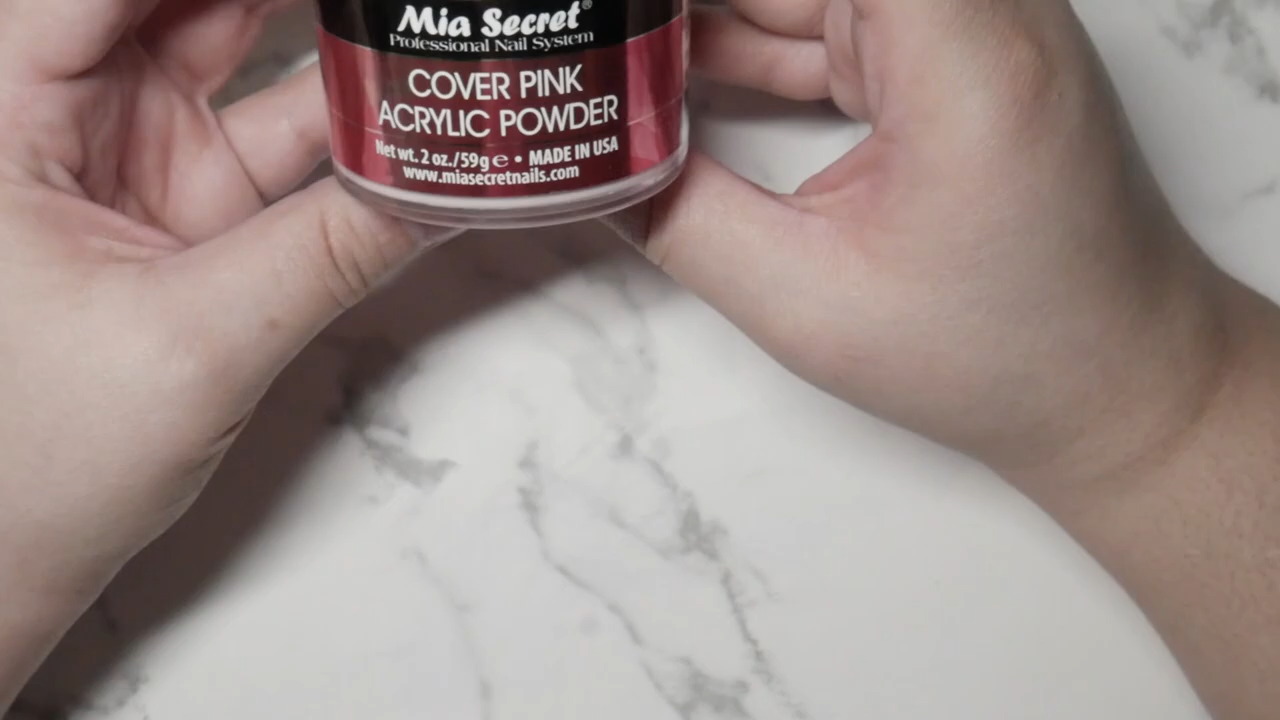 Mia Secret®
Professional Nail System
COVER PINK
ACRYLIC POWDER
Net wt. 2 oz./59g ℮ • MADE IN USA
www.miasecretnails.com